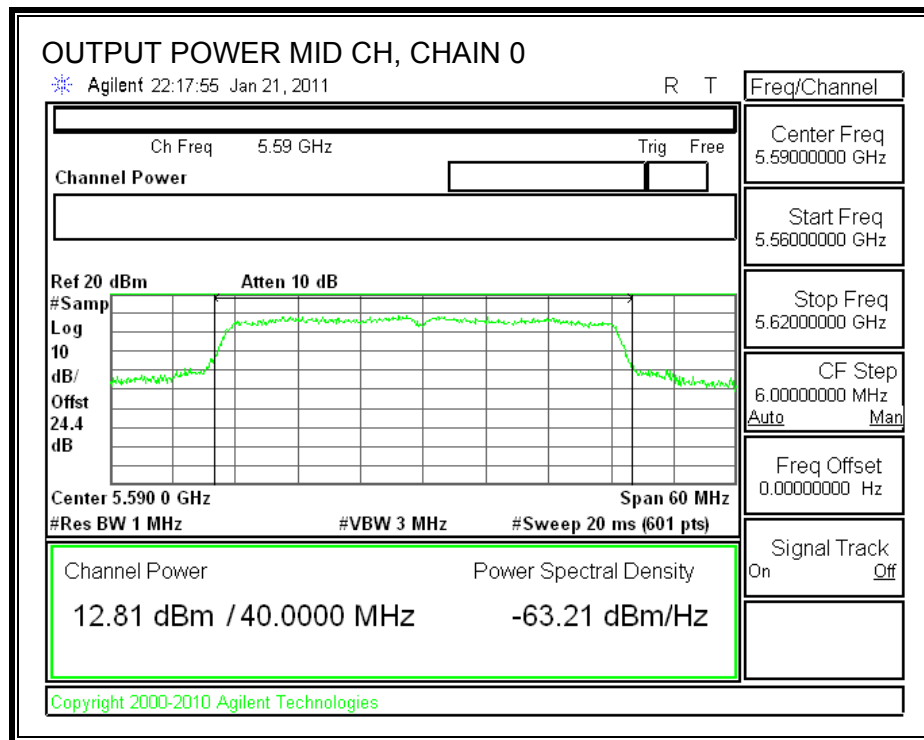 OUTPUT POWER MID CH, CHAIN 0
Agilent 22:17:55 Jan 21, 2011 R T Freq/Channel
Ch Freq 5.59 GHz Trig Free
Channel Power
Center Freq
5.59000000 GHz
Start Freq
5.56000000 GHz
Stop Freq
5.62000000 GHz
CF Step
6.00000000 MHz
Auto Man
Freq Offset
0.00000000 Hz
Signal Track
On Off
Ref 20 dBm Atten 10 dB
#Samp
Log
10
dB/
Offst
24.4
dB
Center 5.590 0 GHz Span 60 MHz
#Res BW 1 MHz #VBW 3 MHz #Sweep 20 ms (601 pts)
Channel Power Power Spectral Density
12.81 dBm / 40.0000 MHz -63.21 dBm/Hz
Copyright 2000-2010 Agilent Technologies